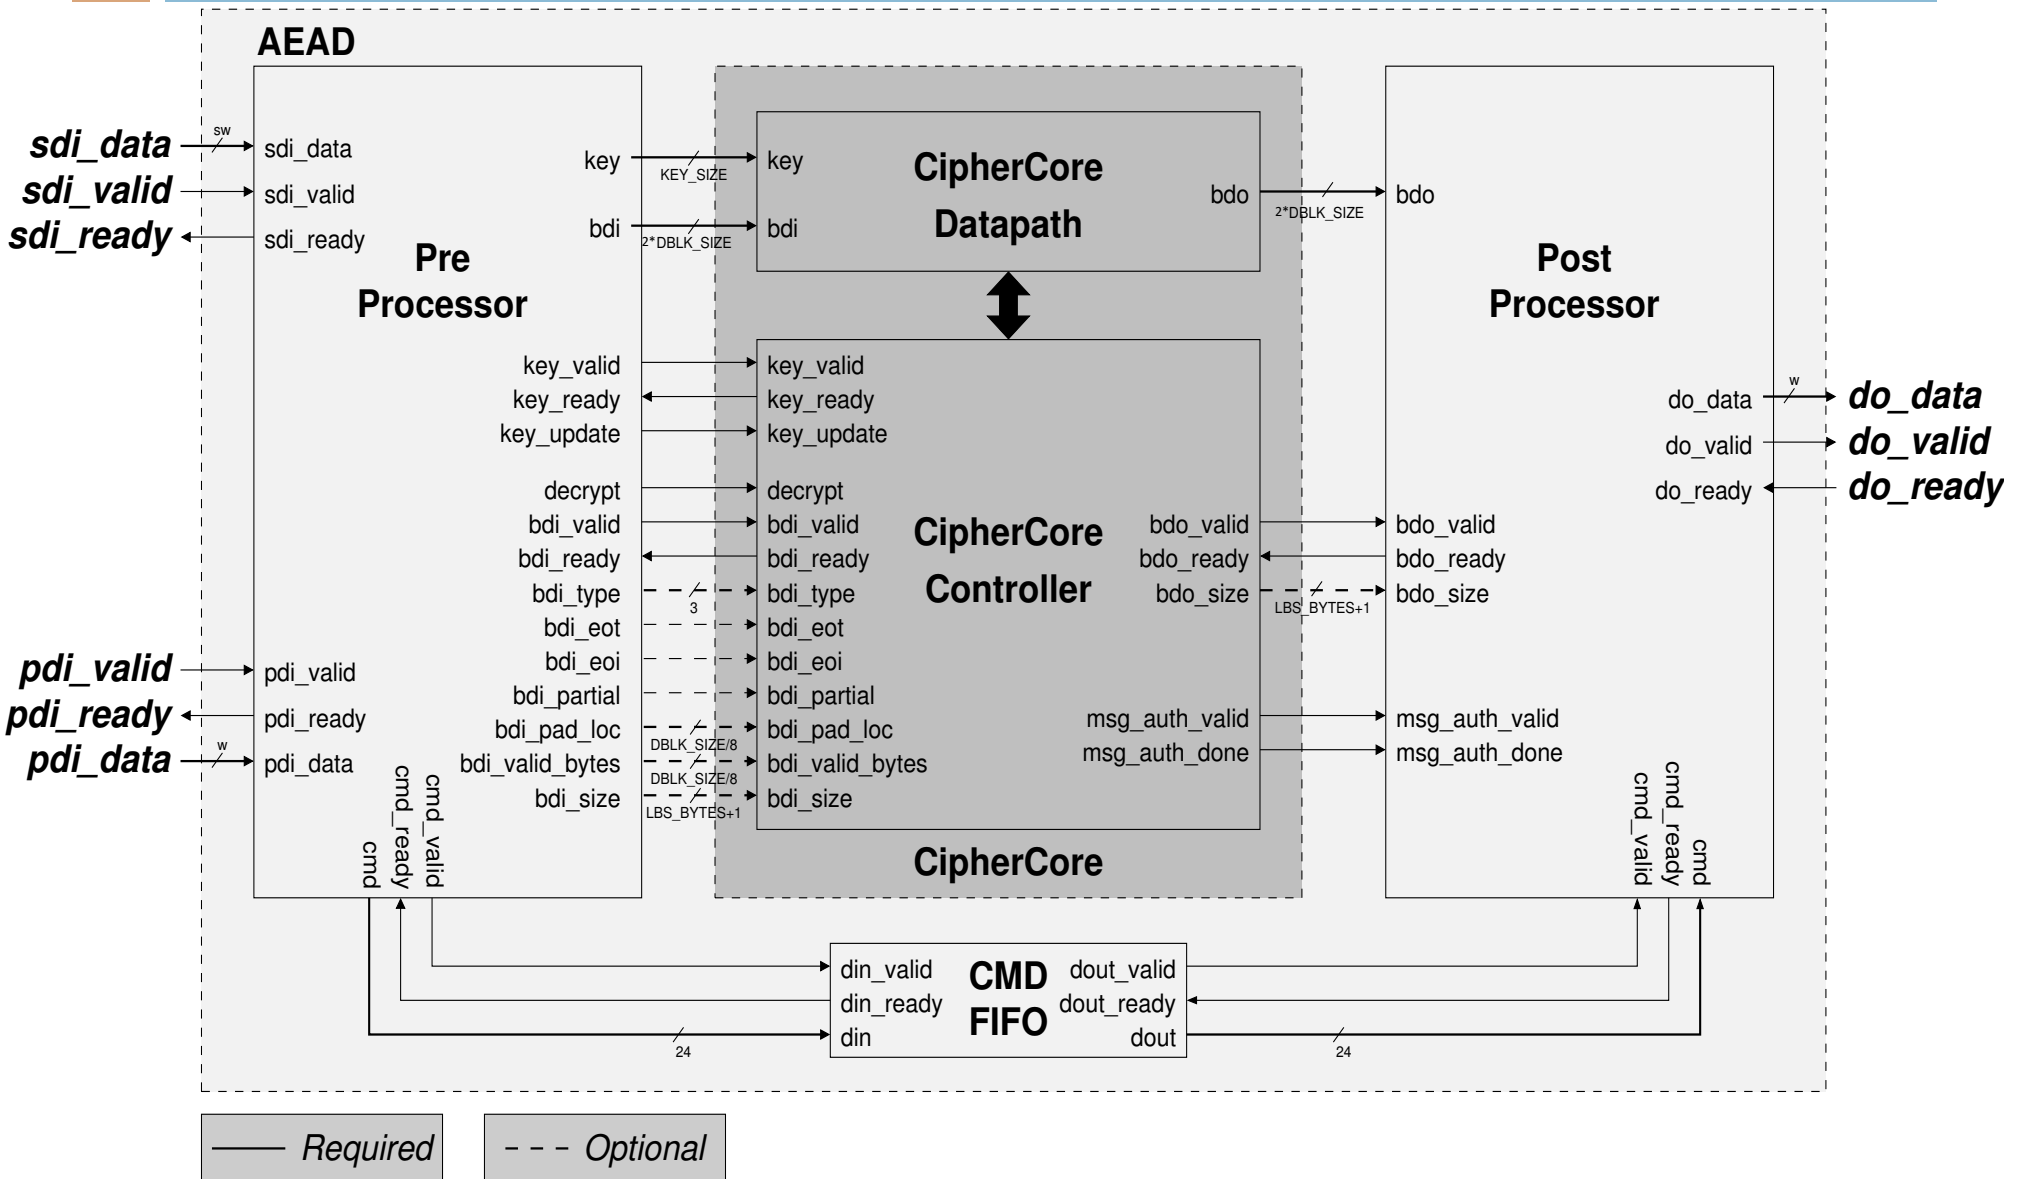 AEAD
sdi_data
sdi_valid
sdi_ready
pdi_valid
pdi_ready
pdi_data
sw
w
sdi_data
sdi_valid
sdi_ready
Pre
Processor
pdi_valid
pdi_ready
pdi_data
key
bdi
key_valid
key_ready
key_update
decrypt
bdi_valid
bdi_ready
bdi_type
bdi_eot
bdi_eoi
bdi_partial
bdi_pad_loc
bdi_valid_bytes
bdi_size
cmd
cmd_ready
cmd_valid
KEY_SIZE
2*DBLK_SIZE
3
DBLK_SIZE/8
DBLK_SIZE/8
LBS_BYTES+1
key
bdi
CipherCore
Datapath
bdo
key_valid
key_ready
key_update
decrypt
bdi_valid
bdi_ready
bdi_type
bdi_eot
bdi_eoi
bdi_partial
bdi_pad_loc
bdi_valid_bytes
bdi_size
CipherCore
Controller
bdo_valid
bdo_ready
bdo_size
msg_auth_valid
msg_auth_done
CipherCore
2*DBLK_SIZE
LBS_BYTES+1
bdo
Post
Processor
bdo_valid
bdo_ready
bdo_size
msg_auth_valid
msg_auth_done
do_data
do_valid
do_ready
cmd_valid
cmd_ready
cmd
w
do_data
do_valid
do_ready
din_valid
din_ready
din
CMD
FIFO
dout_valid
dout_ready
dout
24
24
Required
Optional